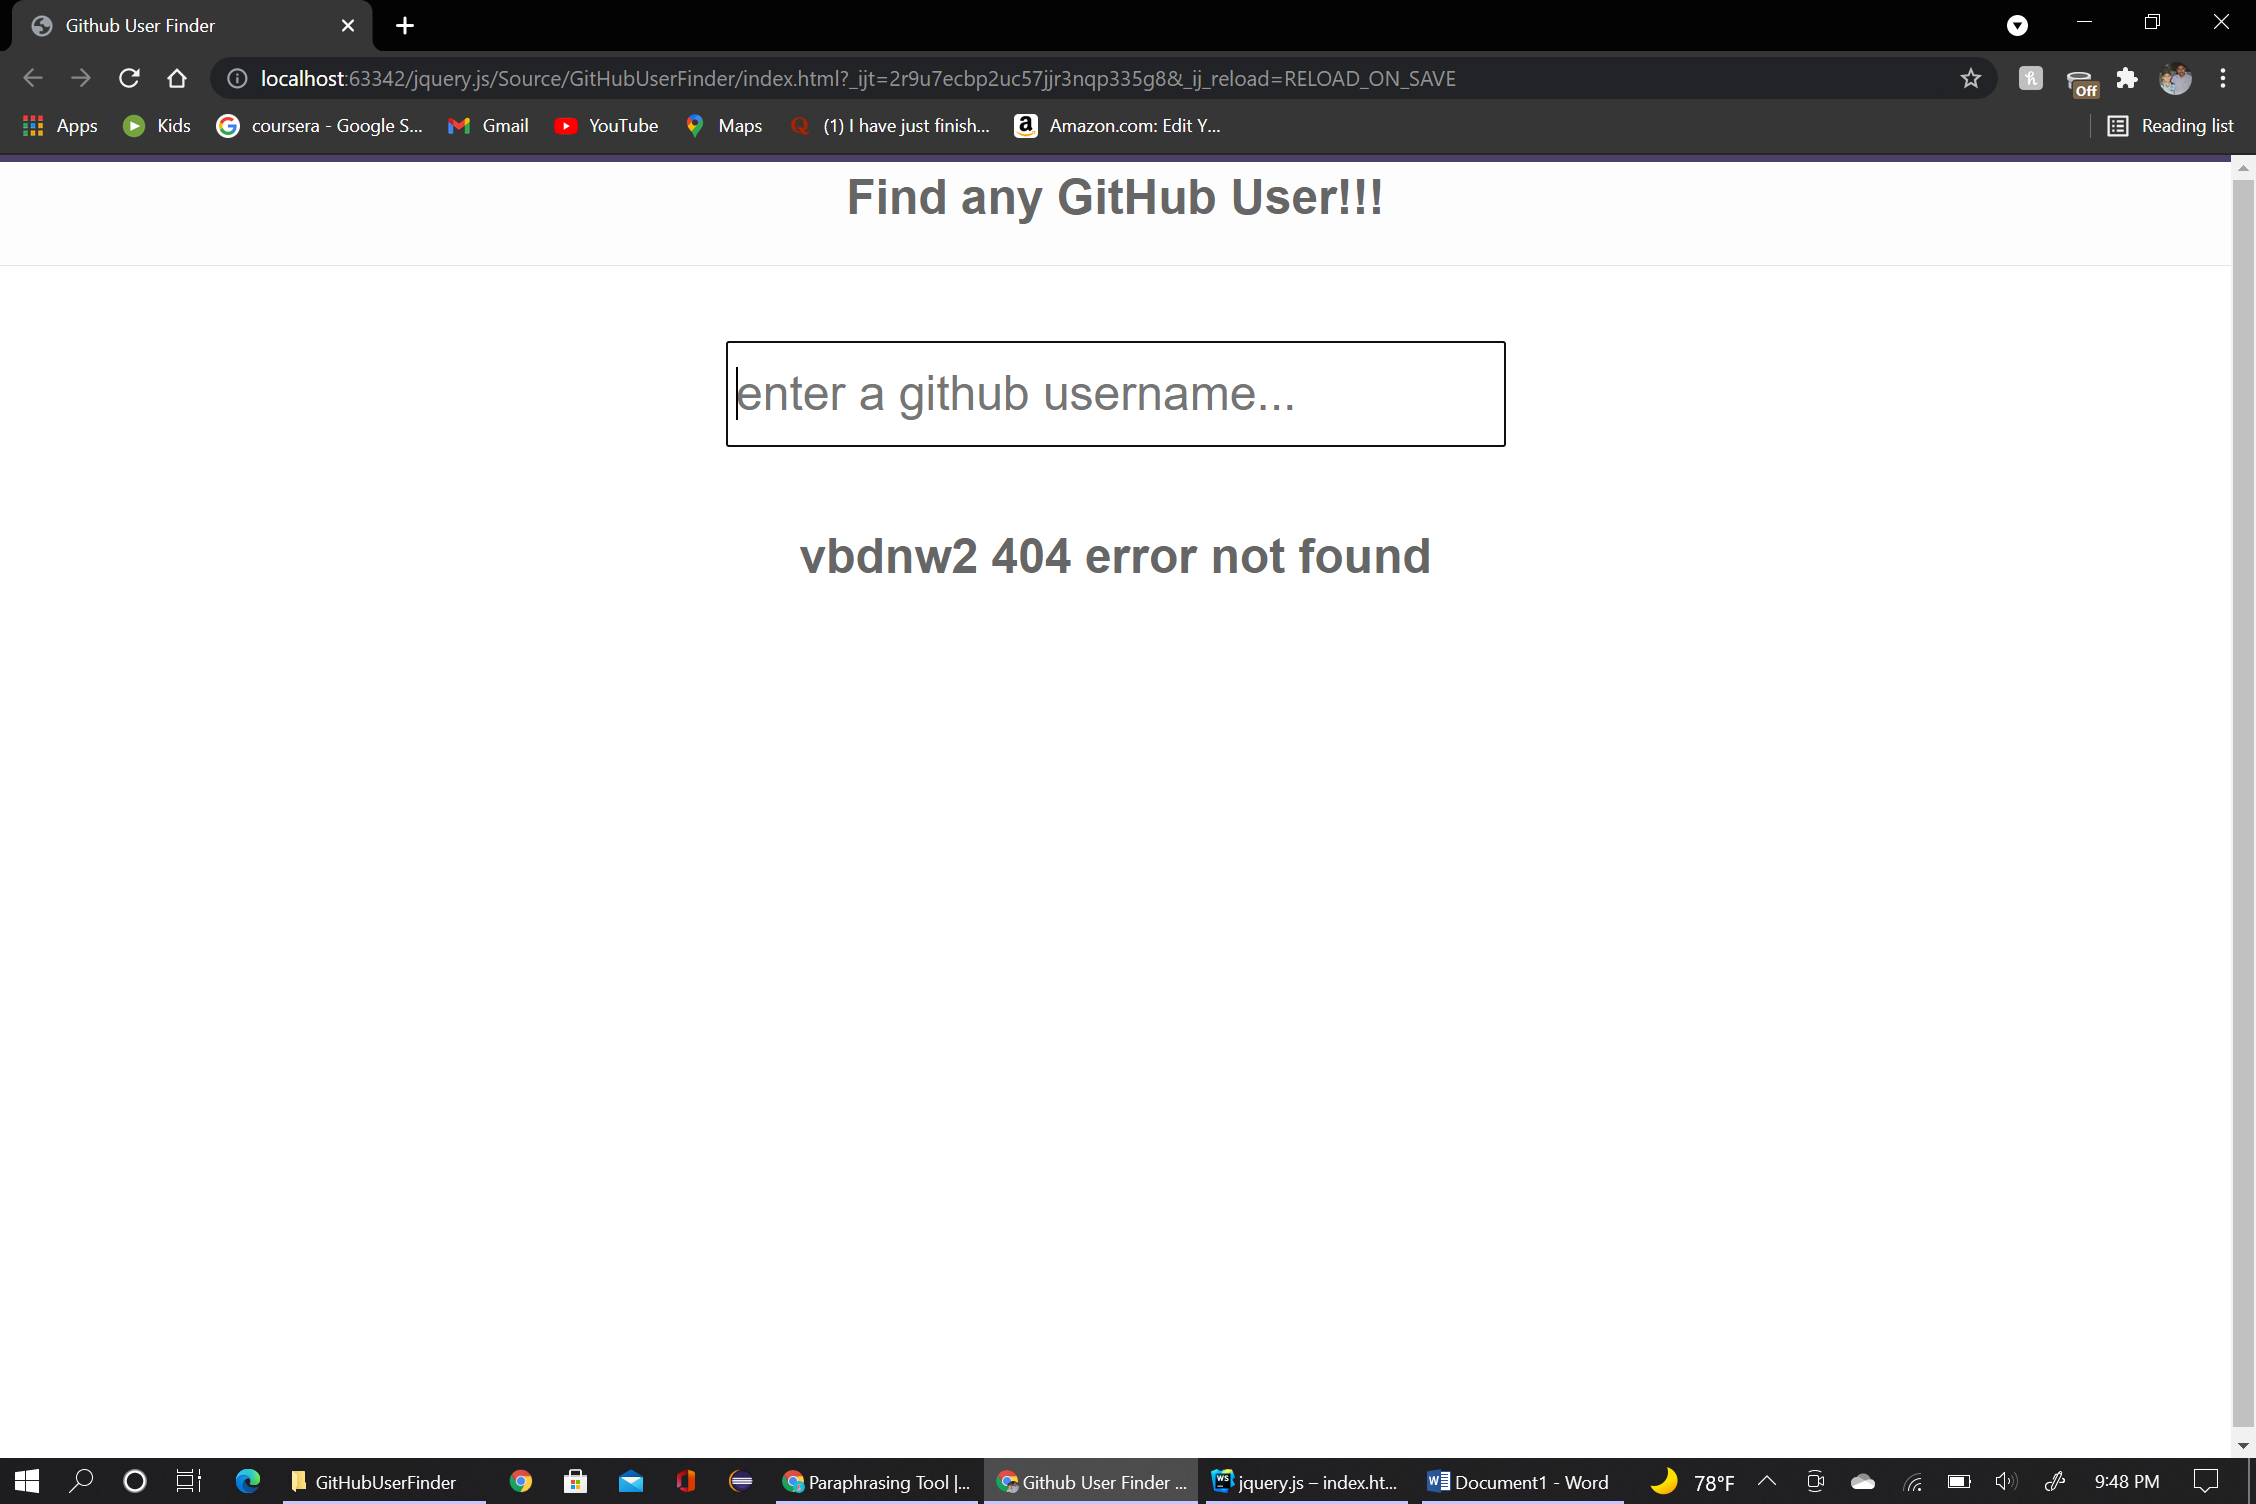 Github User Finder
localhost:63342/jquery.js/Source/GitHubUserFinder/index.html?_ijt=2r9u7ecbp2uc57jjr3nqp335g8&_ij_reload=RELOAD_ON_SAVE
Off
Apps Kids coursera - Google S... Gmail YouTube Maps (1) I have just finish... Amazon.com: Edit Y... Reading list
Find any GitHub User!!!
enter a github username...
vbdnw2 404 error not found
GitHubUserFinder Paraphrasing Tool |... Github User Finder ... jquery.js – index.ht... Document1 - Word 78°F 9:48 PM